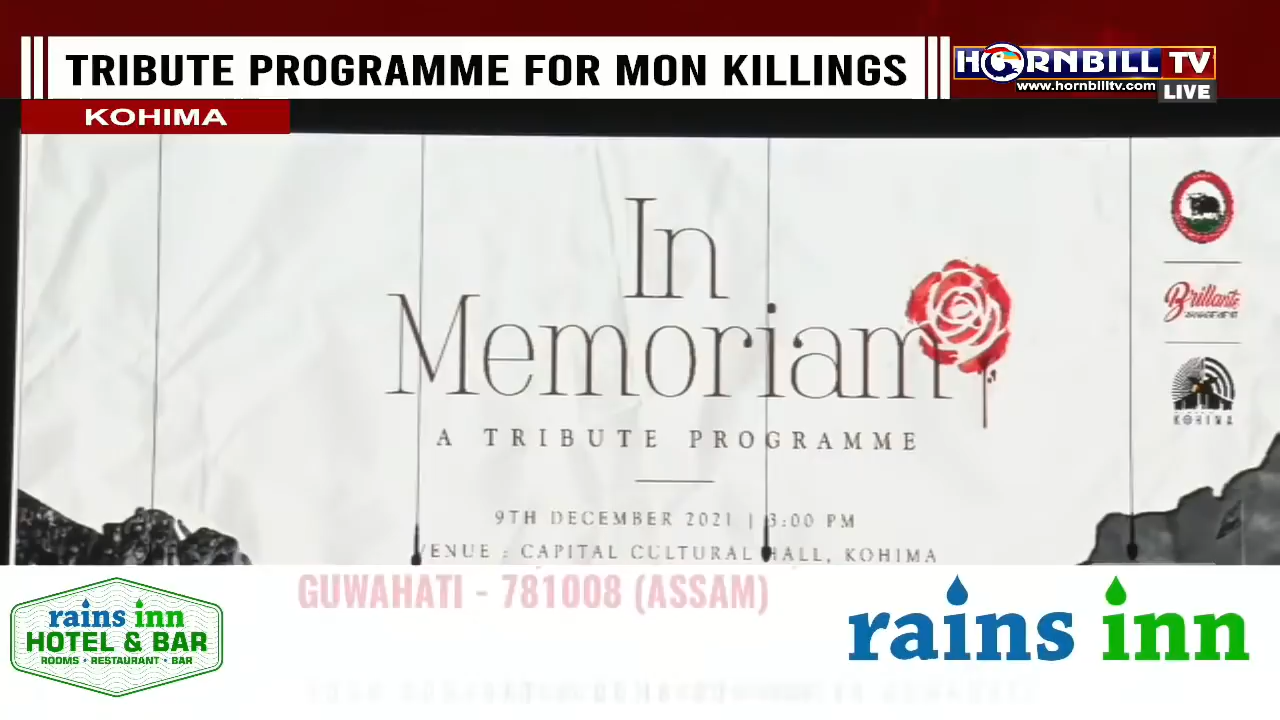 TRIBUTE PROGRAMME FOR MON KILLINGS
HORNBILL TV
www.hornbilltv.com
LIVE
KOHIMA
In
Memoriam
A TRIBUTE PROGRAMME
9TH DECEMBER 2021 | 3:00 PM
VENUE : CAPITAL CULTURAL HALL, KOHIMA
Brillante
KOHIMA
GUWAHATI - 781008 (ASSAM)
rains inn
HOTEL & BAR
ROOMS • RESTAURANT • BAR
rains inn